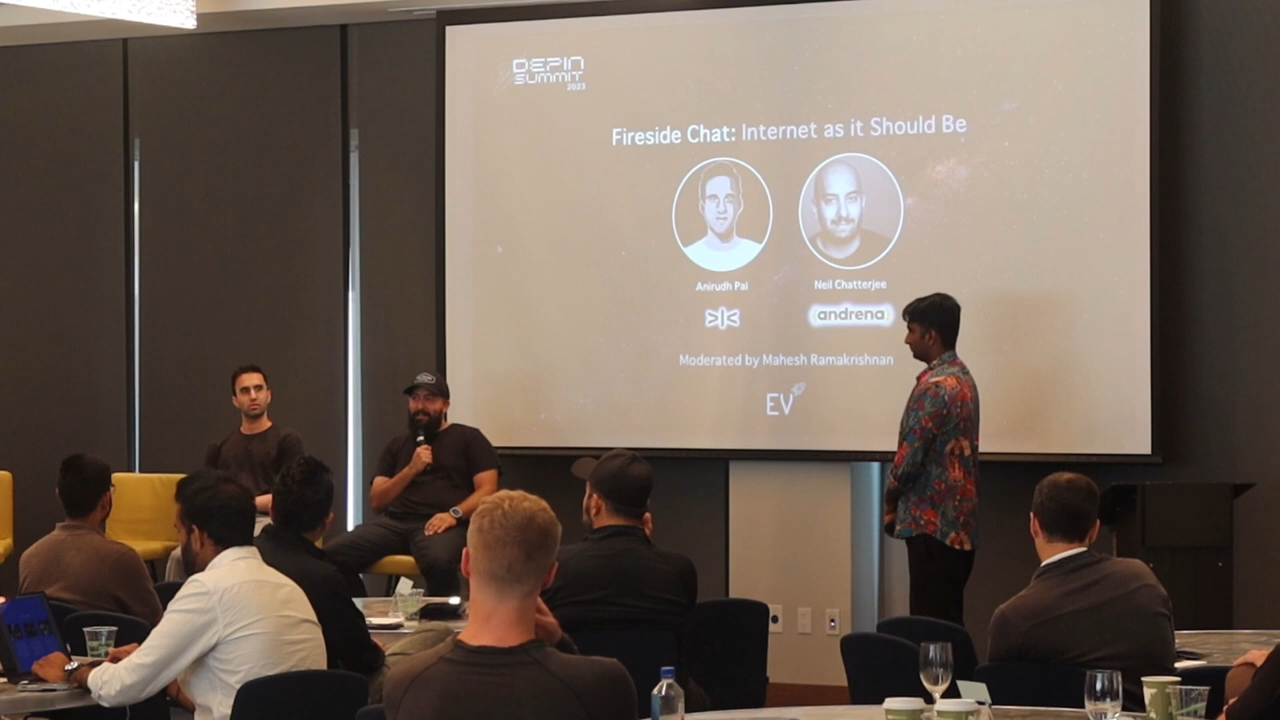 DEPIN
SUMMIT
2023
Fireside Chat: Internet as it Should Be
Anirudh Pai
Neil Chatterjee
andrena
Moderated by Mahesh Ramakrishnan
EV